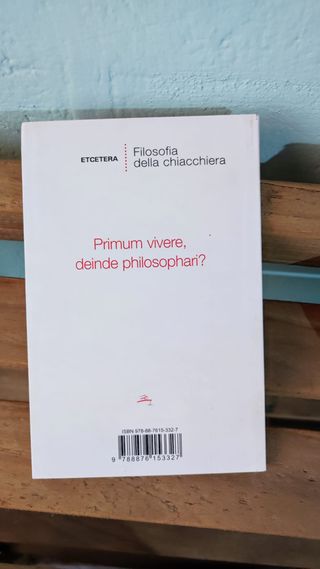 ETCETERA
Filosofia
della chiacchiera
Primum vivere,
deinde philosophari?
ISBN 978-88-7615-332-7
9 788876 153327